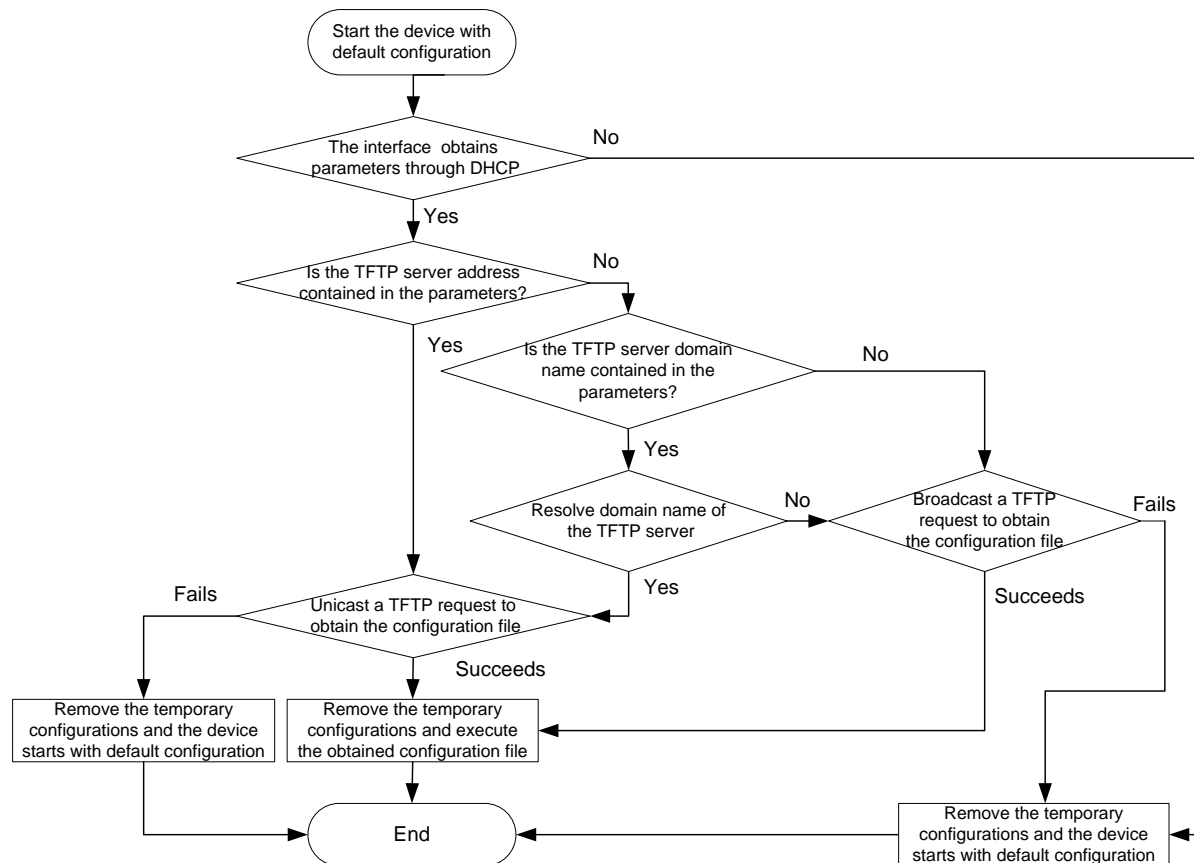 Start the device with
default configuration
The interface obtains
parameters through DHCP
No
Yes
Is the TFTP server address
contained in the parameters?
No
Yes
Is the TFTP server domain
name contained in the
parameters?
No
Yes
Resolve domain name of
the TFTP server
No
Broadcast a TFTP
request to obtain
the configuration file
Fails
Yes
Succeeds
Fails
Unicast a TFTP request to
obtain the configuration file
Succeeds
Remove the temporary
configurations and the device
starts with default configuration
Remove the temporary
configurations and execute
the obtained configuration file
End
Remove the temporary
configurations and the device
starts with default configuration